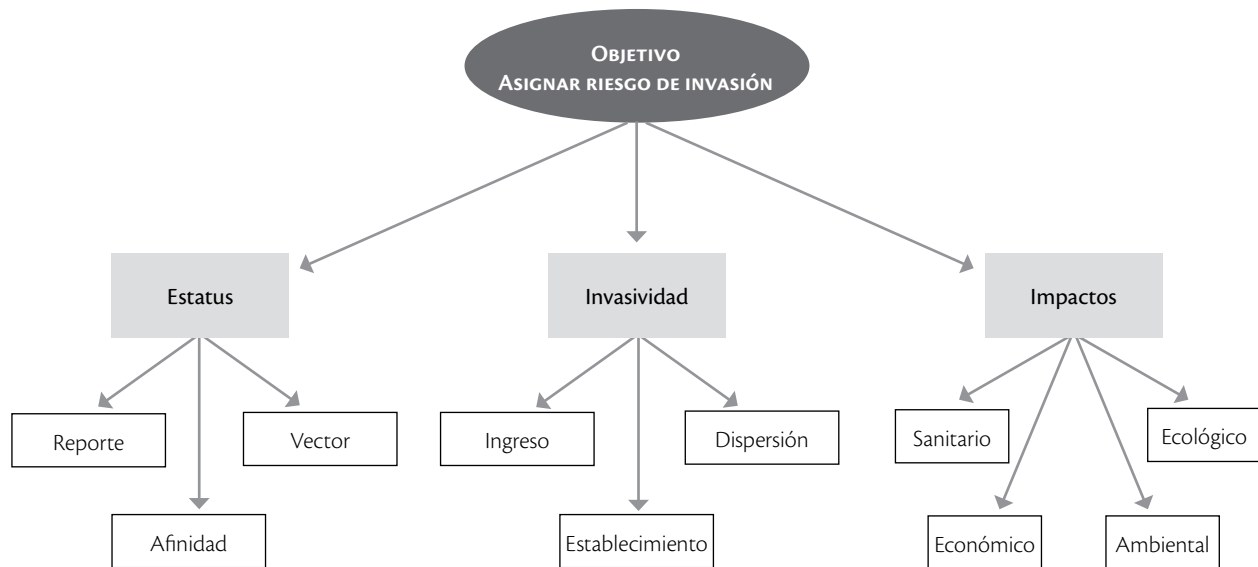 Objetivo
Asignar riesgo de invasión
Estatus
Invasividad
Impactos
Reporte
Vector
Afinidad
Ingreso
Dispersión
Establecimiento
Sanitario
Ecológico
Económico
Ambiental